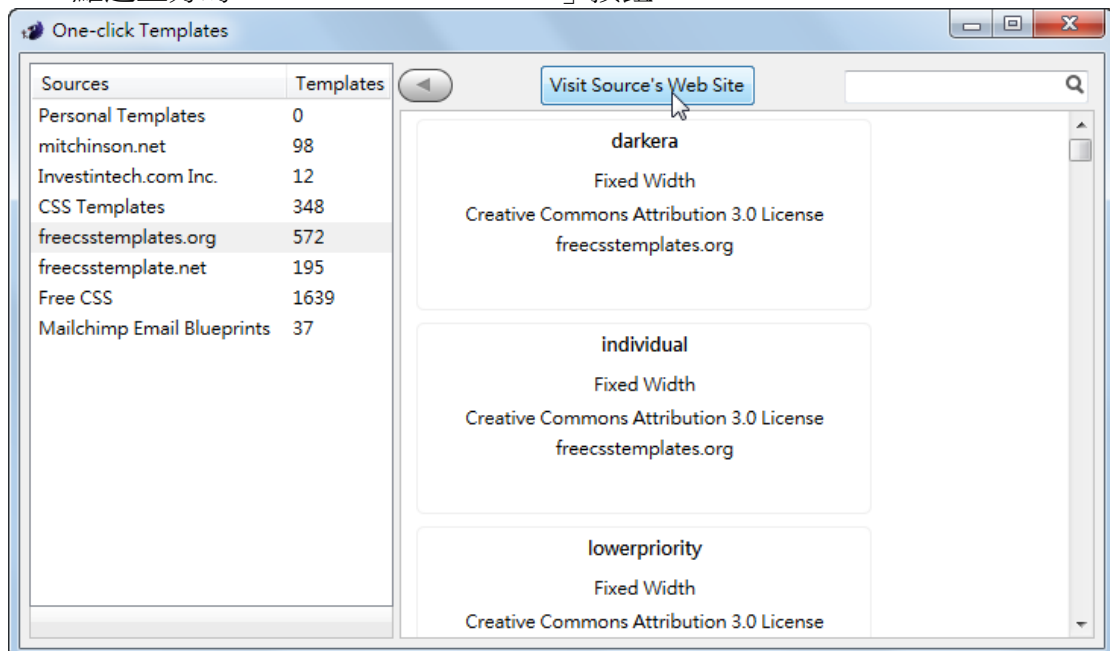 One-click Templates
Sources Templates
Personal Templates 0
mitchinson.net 98
Investintech.com Inc. 12
CSS Templates 348
freecsstemplates.org 572
freecsstemplate.net 195
Free CSS 1639
Mailchimp Email Blueprints 37
Visit Source's Web Site
darkera
Fixed Width
Creative Commons Attribution 3.0 License
freecsstemplates.org
individual
Fixed Width
Creative Commons Attribution 3.0 License
freecsstemplates.org
lowerpriority
Fixed Width
Creative Commons Attribution 3.0 License